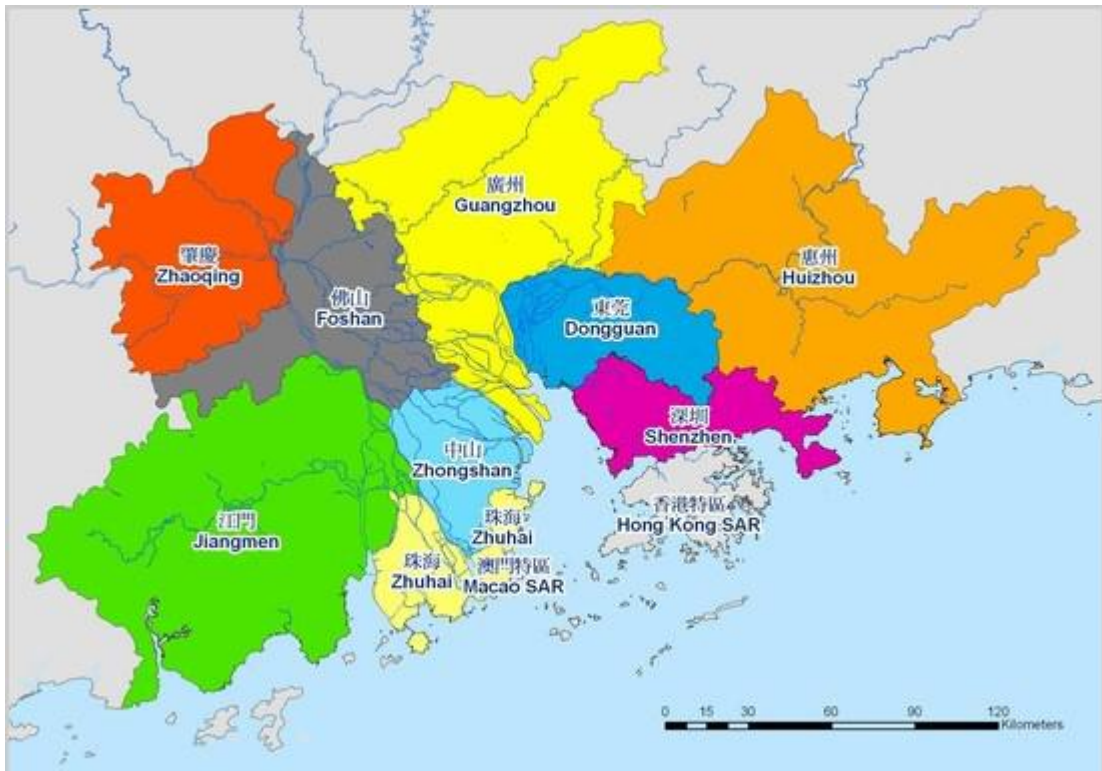 廣州
Guangzhou
肇慶
Zhaoqing
惠州
Huizhou
佛山
Foshan
東莞
Dongguan
深圳
Shenzhen
中山
Zhongshan
香港特區
Hong Kong SAR
珠海
Zhuhai
江門
Jiangmen
珠海
Zhuhai
澳門特區
Macao SAR
0 15 30 60 90 120
Kilometers